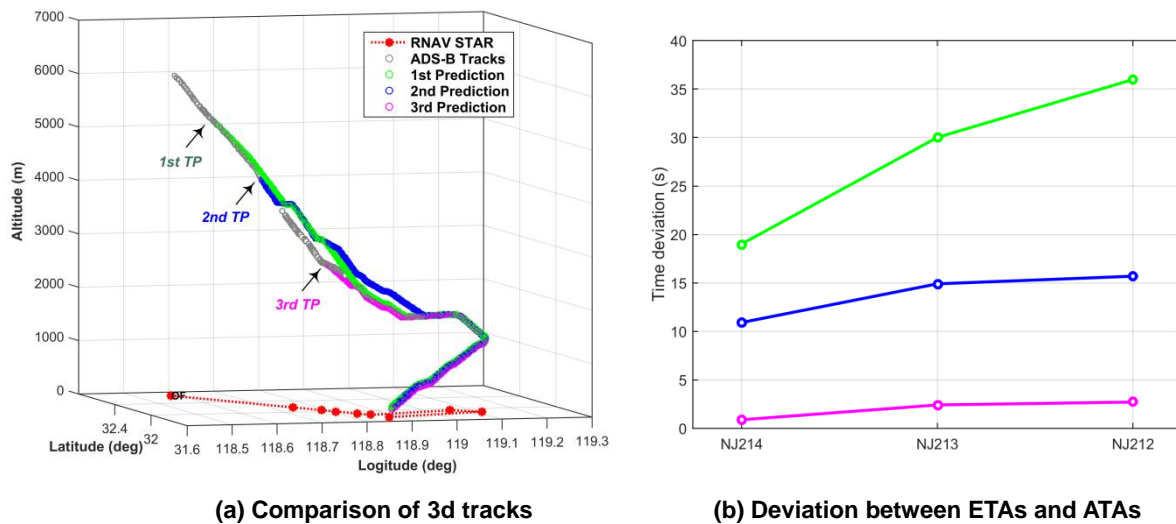 7000
6000
5000
4000
3000
2000
1000
0
Altitude (m)
RNAV STAR
ADS-B Tracks
1st Prediction
2nd Prediction
3rd Prediction
1st TP
2nd TP
3rd TP
OF
32.4
32
31.6
Latitude (deg)
118.5
118.6
118.7
118.8
118.9
119
119.1
119.2
119.3
Logitude (deg)
(a) Comparison of 3d tracks
40
35
30
25
20
15
10
5
0
Time deviation (s)
NJ214
NJ213
NJ212
(b) Deviation between ETAs and ATAs